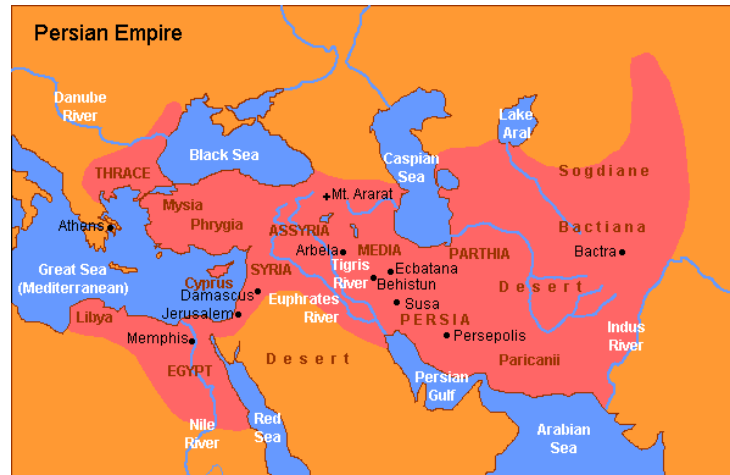 Persian Empire
Danube
River
Lake
Aral
Black Sea
Caspian
Sea
THRACE
Sogdiane
Mysia
Mt. Ararat
Phrygia
Athens
ASSYRIA
Bactiana
Arbela
MEDIA
PARTHIA
Bactra
Great Sea
(Mediterranean)
SYRIA
Tigris
River
Ecbatana
Behistun
Cyprus
Damascus
Desert
Euphrates
River
Susa
Jerusalem
Libya
PERSIA
Indus
River
Memphis
Persepolis
Desert
Paricanii
EGYPT
Persian
Gulf
Nile
River
Red
Sea
Arabian
Sea